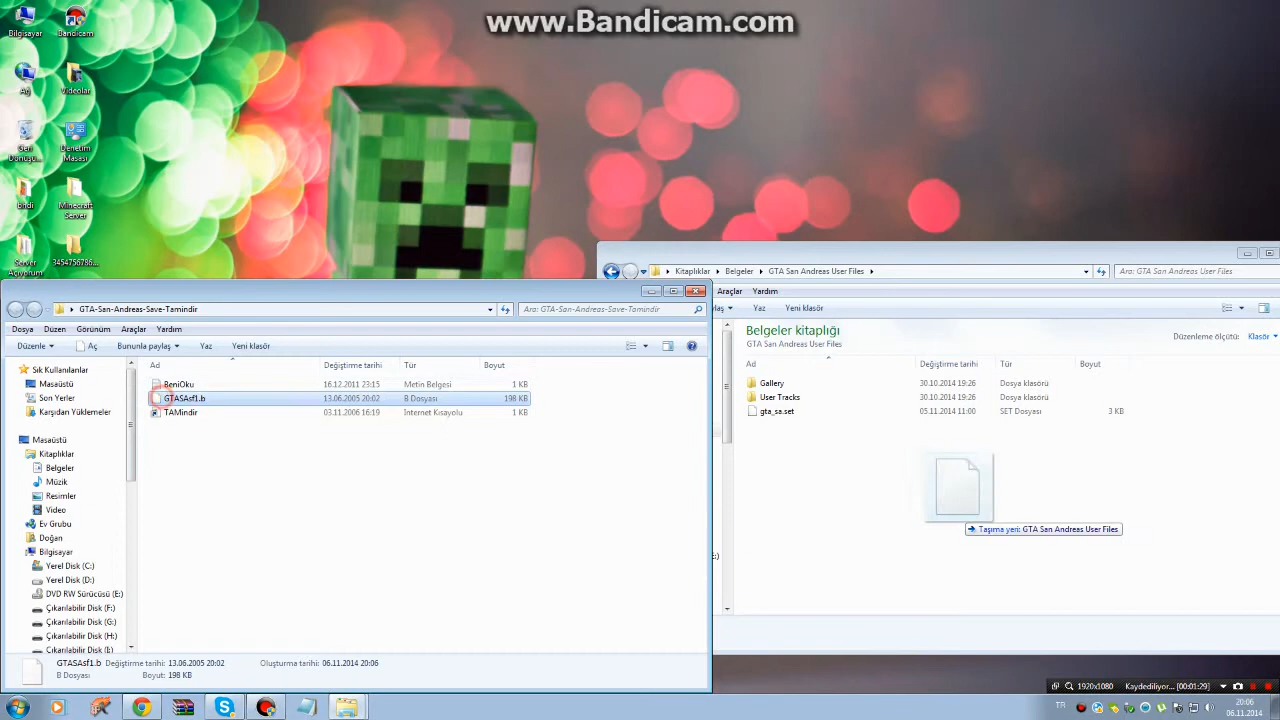 www.Bandicam.com
Bilgisayar
Bandicam
Ağ
Videolar
Geri
Dönüşü...
Denetim
Masası
Minecraft
Server
Server
Açıyorum
3454756786...
Kitaplıklar
Belgeler
GTA San Andreas User Files
Ara: GTA San Andreas User Files
Araçlar
Yardım
Yaz
Yeni klasör
Belgeler kitaplığı
GTA San Andreas User Files
Düzenleme ölçütü:
Klasör
Ad
Değiştirme tarihi
Tür
Boyut
Gallery
30.10.2014 19:26
Dosya klasörü
User Tracks
30.10.2014 19:26
Dosya klasörü
gta_sa.set
05.11.2014 11:00
SET Dosyası
3 KB
Taşıma yeri: GTA San Andreas User Files
GTA-San-Andreas-Save-Tamindir
Ara: GTA-San-Andreas-Save-Tamindir
Dosya
Düzen
Görünüm
Araçlar
Yardım
Düzenle
Aç
Bununla paylaş
Yaz
Yeni klasör
Sık Kullanılanlar
Masaüstü
Son Yerler
Karşıdan Yüklemeler
Masaüstü
Kitaplıklar
Belgeler
Müzik
Resimler
Video
Ev Grubu
Doğan
Bilgisayar
Yerel Disk (C:)
Yerel Disk (D:)
DVD RW Sürücüsü (E:)
Çıkarılabilir Disk (F:)
Çıkarılabilir Disk (G:)
Çıkarılabilir Disk (H:)
Çıkarılabilir Disk (I:)
Ad
Değiştirme tarihi
Tür
Boyut
BeniOku
16.12.2011 23:15
Metin Belgesi
1 KB
GTASAsf1.b
13.06.2005 20:02
B Dosyası
198 KB
TAMindir
03.11.2006 16:19
İnternet Kısayolu
1 KB
GTASAsf1.b
Değiştirme tarihi: 13.06.2005 20:02
Oluşturma tarihi: 06.11.2014 20:06
B Dosyası
Boyut: 198 KB
1920x1080
Kaydediliyor... [00:01:29]
TR
20:06
06.11.2014